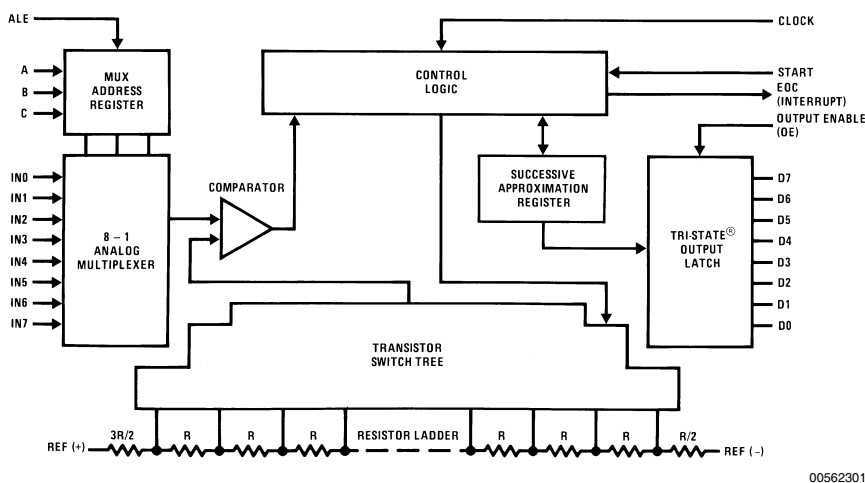 ALE
CLOCK
A
B
C
MUX
ADDRESS
REGISTER
CONTROL
LOGIC
START
EOC
(INTERRUPT)
OUTPUT ENABLE
(OE)
IN0
IN1
IN2
IN3
IN4
IN5
IN6
IN7
8 – 1
ANALOG
MULTIPLEXER
COMPARATOR
SUCCESSIVE
APPROXIMATION
REGISTER
TRI-STATE®
OUTPUT
LATCH
D7
D6
D5
D4
D3
D2
D1
D0
TRANSISTOR
SWITCH TREE
REF (+) 3R/2 R R R RESISTOR LADDER R R R R/2 REF (–)
00562301